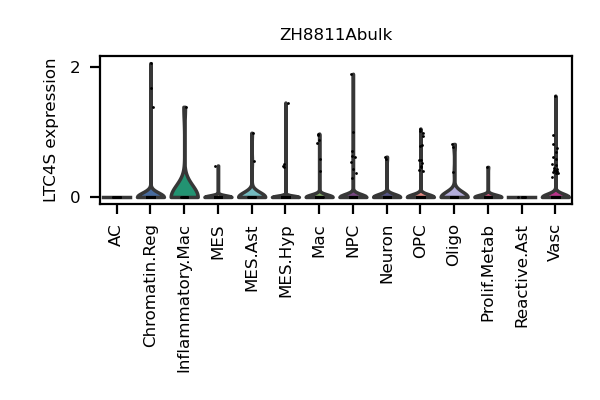 ZH8811Abulk
LTC4S expression
2
0
AC
Chromatin.Reg
Inflammatory.Mac
MES
MES.Ast
MES.Hyp
Mac
NPC
Neuron
OPC
Oligo
Prolif.Metab
Reactive.Ast
Vasc